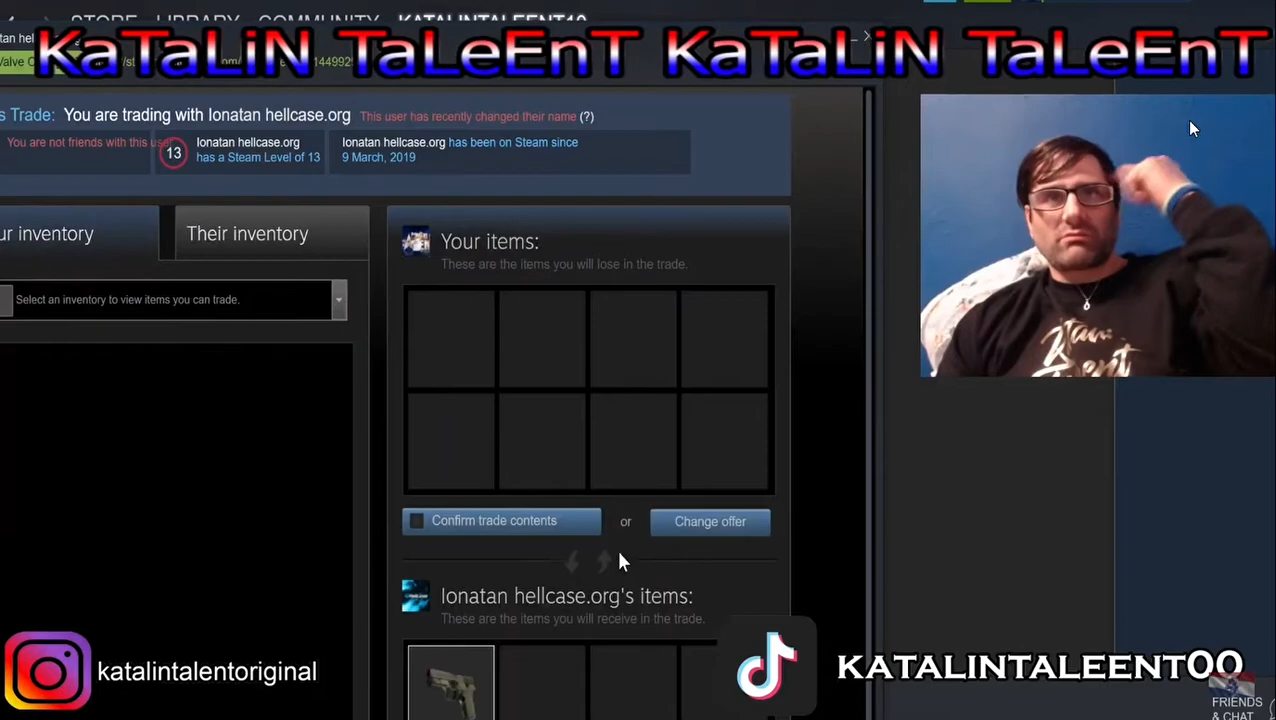 STORE LIBRARY COMMUNITY KATALINTALEENT10
KaTaLiN TaLeEnT KaTaLiN TaLeEnT
s Trade: You are trading with Ionatan hellcase.org This user has recently changed their name (?)
You are not friends with this us
13
Ionatan hellcase.org
has a Steam Level of 13
Ionatan hellcase.org has been on Steam since
9 March, 2019
ur inventory
Their inventory
Select an inventory to view items you can trade.
Your items:
These are the items you will lose in the trade.
Confirm trade contents or Change offer
Ionatan hellcase.org's items:
These are the items you will receive in the trade.
katalintalentoriginal
KATALINTALEENT00
FRIENDS
& CHAT